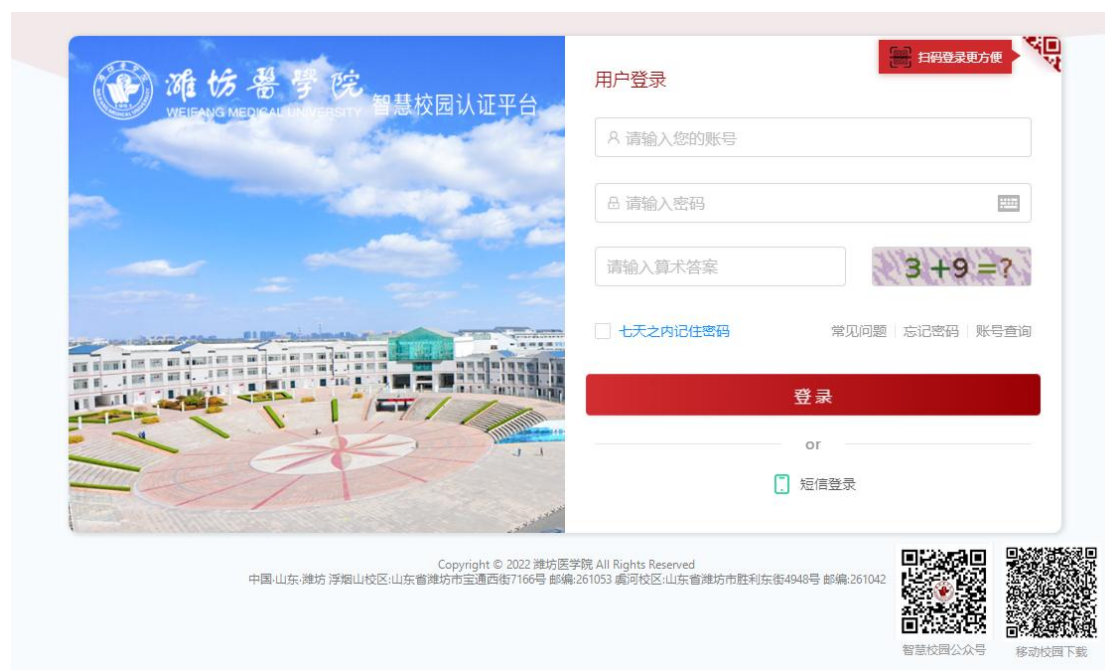 潍坊醫學院
WEIFANG MEDICAL UNIVERSITY
智慧校园认证平台
扫码登录更方便
用户登录
请输入您的账号
请输入密码
请输入算术答案
3+9=?
七天之内记住密码
常见问题 忘记密码 账号查询
登录
or
短信登录
Copyright © 2022 潍坊医学院 All Rights Reserved
中国·山东·潍坊 浮烟山校区:山东省潍坊市宝通西街7166号 邮编:261053 虞河校区:山东省潍坊市胜利东街4948号 邮编:261042
智慧校园公众号
移动校园下载